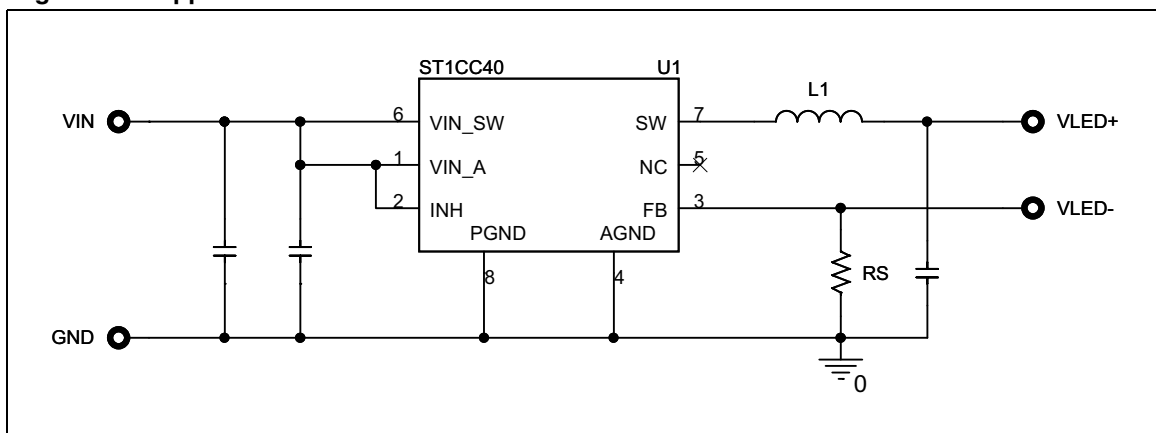 ST1CC40
U1
L1
VIN
6
VIN_SW
SW
7
VLED+
1
VIN_A
NC
5
2
INH
FB
3
VLED-
PGND
AGND
8
4
RS
GND
0